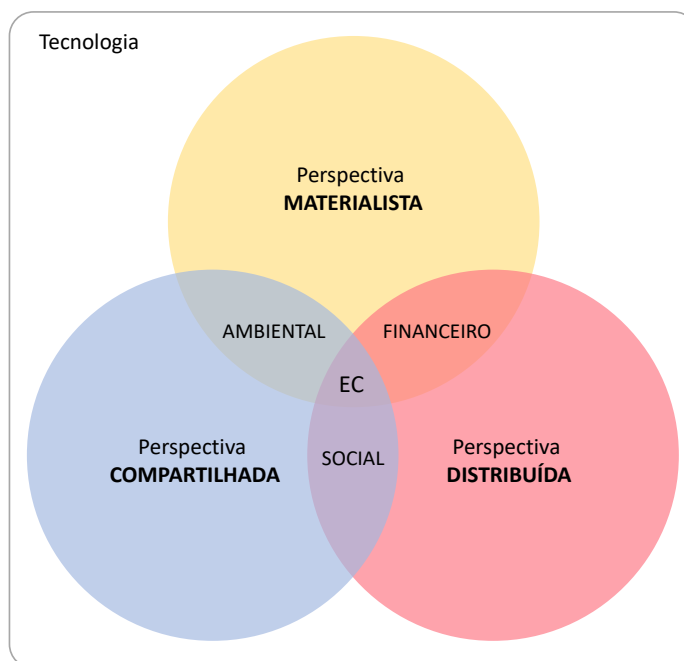 Tecnologia
Perspectiva
MATERIALISTA
AMBIENTAL
FINANCEIRO
EC
Perspectiva
COMPARTILHADA
SOCIAL
Perspectiva
DISTRIBUÍDA